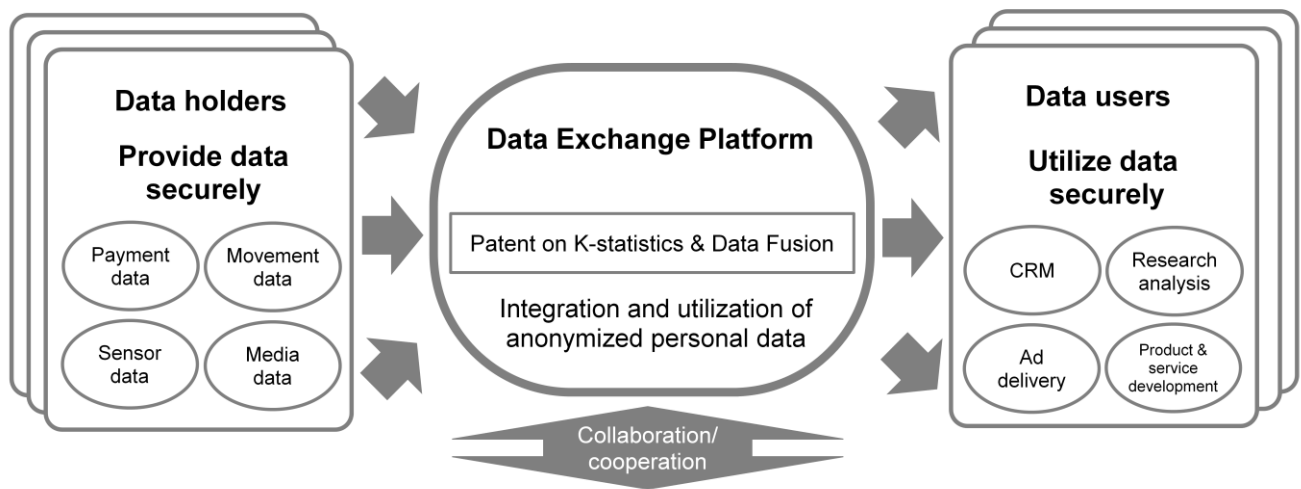 Data holders
Provide data
securely
Payment
data
Movement
data
Sensor
data
Media
data
Data Exchange Platform
Patent on K-statistics & Data Fusion
Integration and utilization of
anonymized personal data
Collaboration/
cooperation
Data users
Utilize data
securely
CRM
Research
analysis
Ad
delivery
Product &
service
development